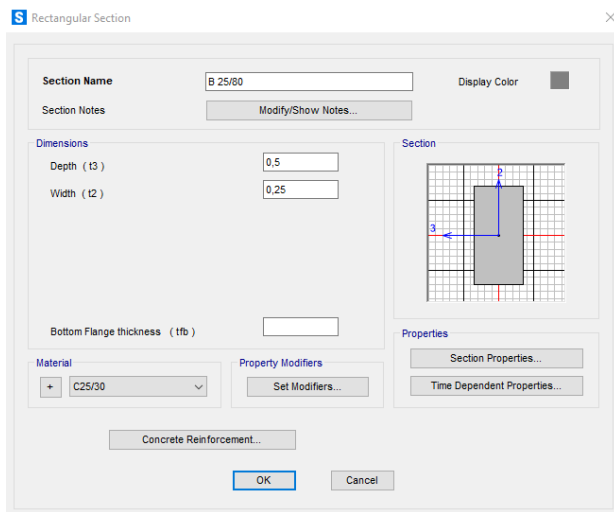 S Rectangular Section
Section Name B 25/80 Display Color
Section Notes Modify/Show Notes...
Dimensions
Depth ( t3 ) 0,5
Width ( t2 ) 0,25
Bottom Flange thickness ( tfb )
Section
2
3
Properties
Section Properties...
Time Dependent Properties...
Material
+ C25/30
Property Modifiers
Set Modifiers...
Concrete Reinforcement...
OK Cancel